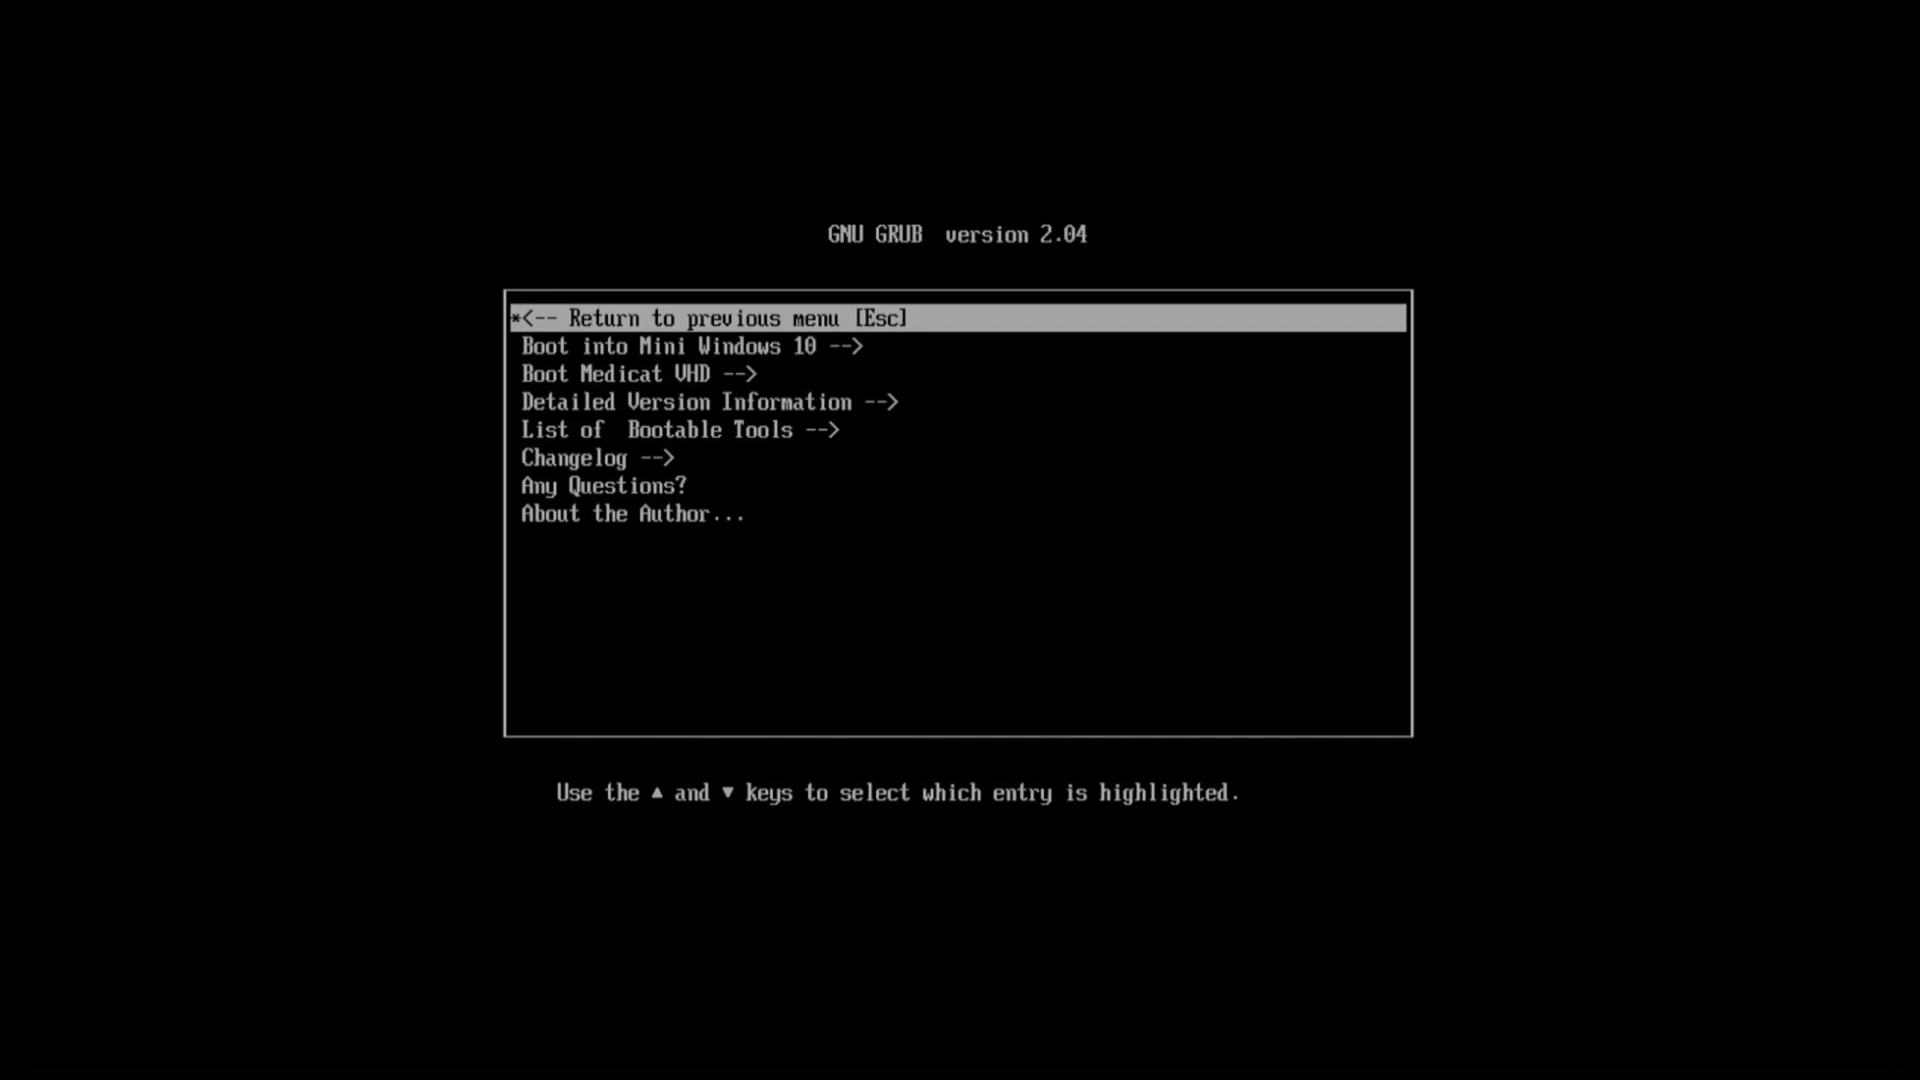 GNU GRUB  version 2.04
*<-- Return to previous menu [Esc]
Boot into Mini Windows 10 -->
Boot Medicat VHD -->
Detailed Version Information -->
List of  Bootable Tools -->
Changelog -->
Any Questions?
About the Author...
Use the ▲ and ▼ keys to select which entry is highlighted.